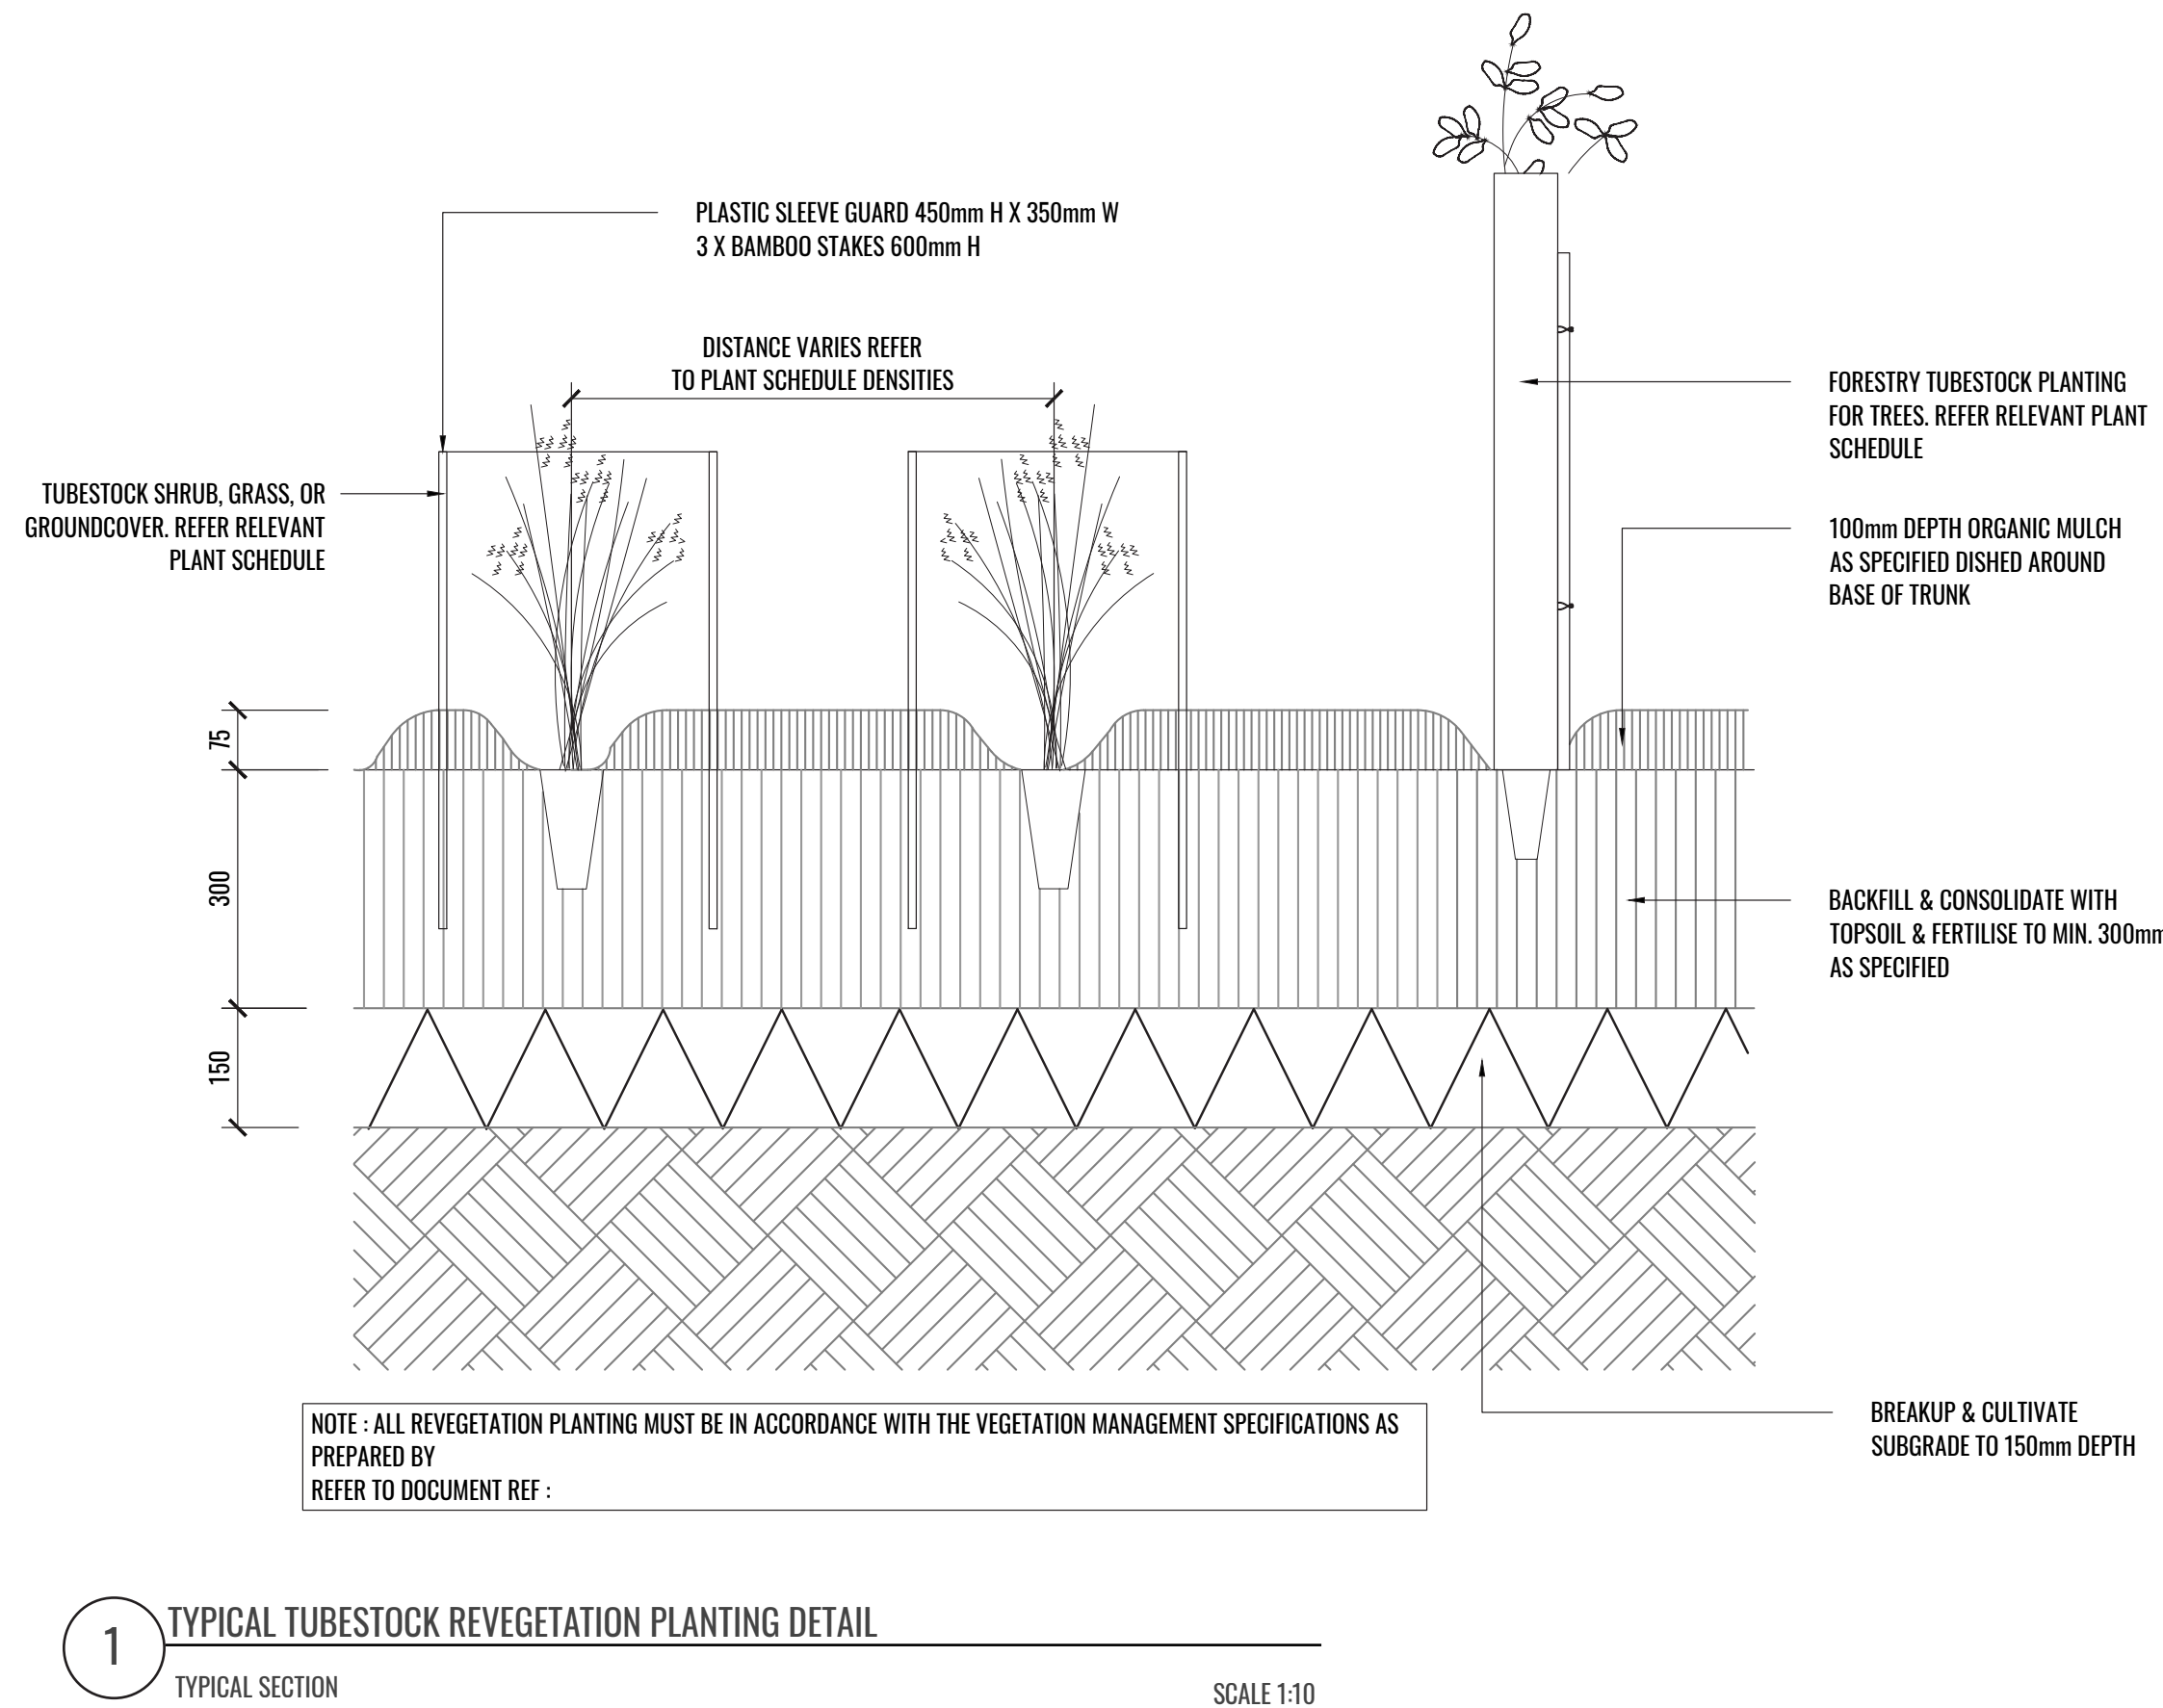 PLASTIC SLEEVE GUARD 450mm H X 350mm W
3 X BAMBOO STAKES 600mm H
DISTANCE VARIES REFER
TO PLANT SCHEDULE DENSITIES
TUBESTOCK SHRUB, GRASS, OR
GROUNDCOVER. REFER RELEVANT
PLANT SCHEDULE
FORESTRY TUBESTOCK PLANTING
FOR TREES. REFER RELEVANT PLANT
SCHEDULE
100mm DEPTH ORGANIC MULCH
AS SPECIFIED DISHED AROUND
BASE OF TRUNK
75
300
150
BACKFILL & CONSOLIDATE WITH
TOPSOIL & FERTILISE TO MIN. 300mm
AS SPECIFIED
BREAKUP & CULTIVATE
SUBGRADE TO 150mm DEPTH
NOTE : ALL REVEGETATION PLANTING MUST BE IN ACCORDANCE WITH THE VEGETATION MANAGEMENT SPECIFICATIONS AS
PREPARED BY
REFER TO DOCUMENT REF :
1
TYPICAL TUBESTOCK REVEGETATION PLANTING DETAIL
TYPICAL SECTION
SCALE 1:10